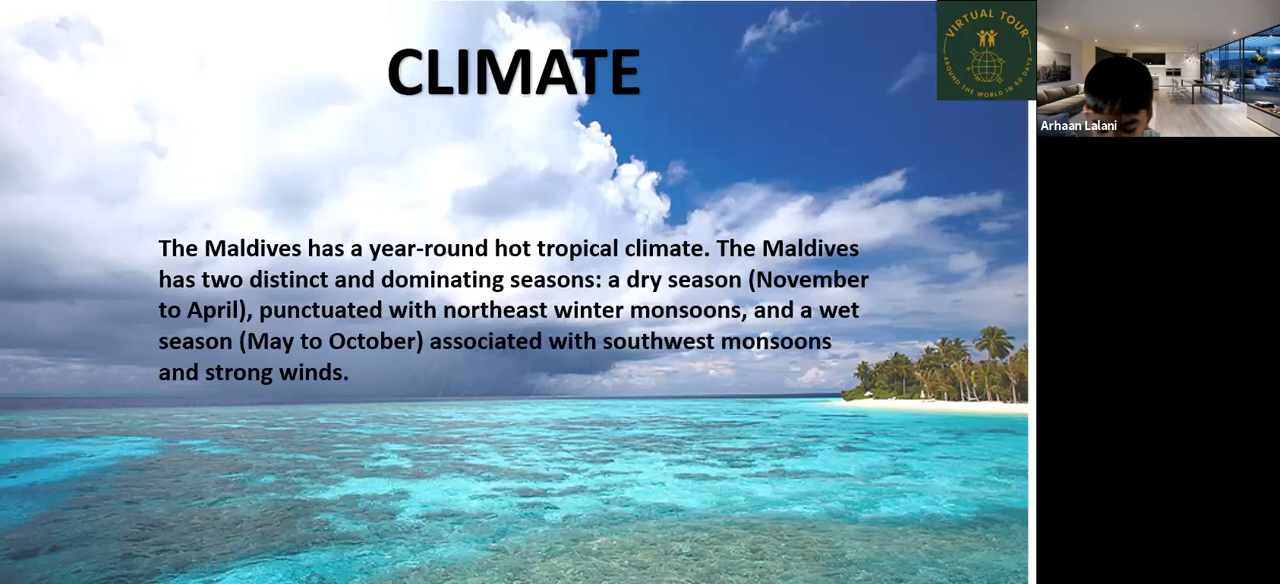 CLIMATE
The Maldives has a year-round hot tropical climate. The Maldives
has two distinct and dominating seasons: a dry season (November
to April), punctuated with northeast winter monsoons, and a wet
season (May to October) associated with southwest monsoons
and strong winds.
VIRTUAL TOUR
AROUND THE WORLD IN 60 DAYS
Arhaan Lalani